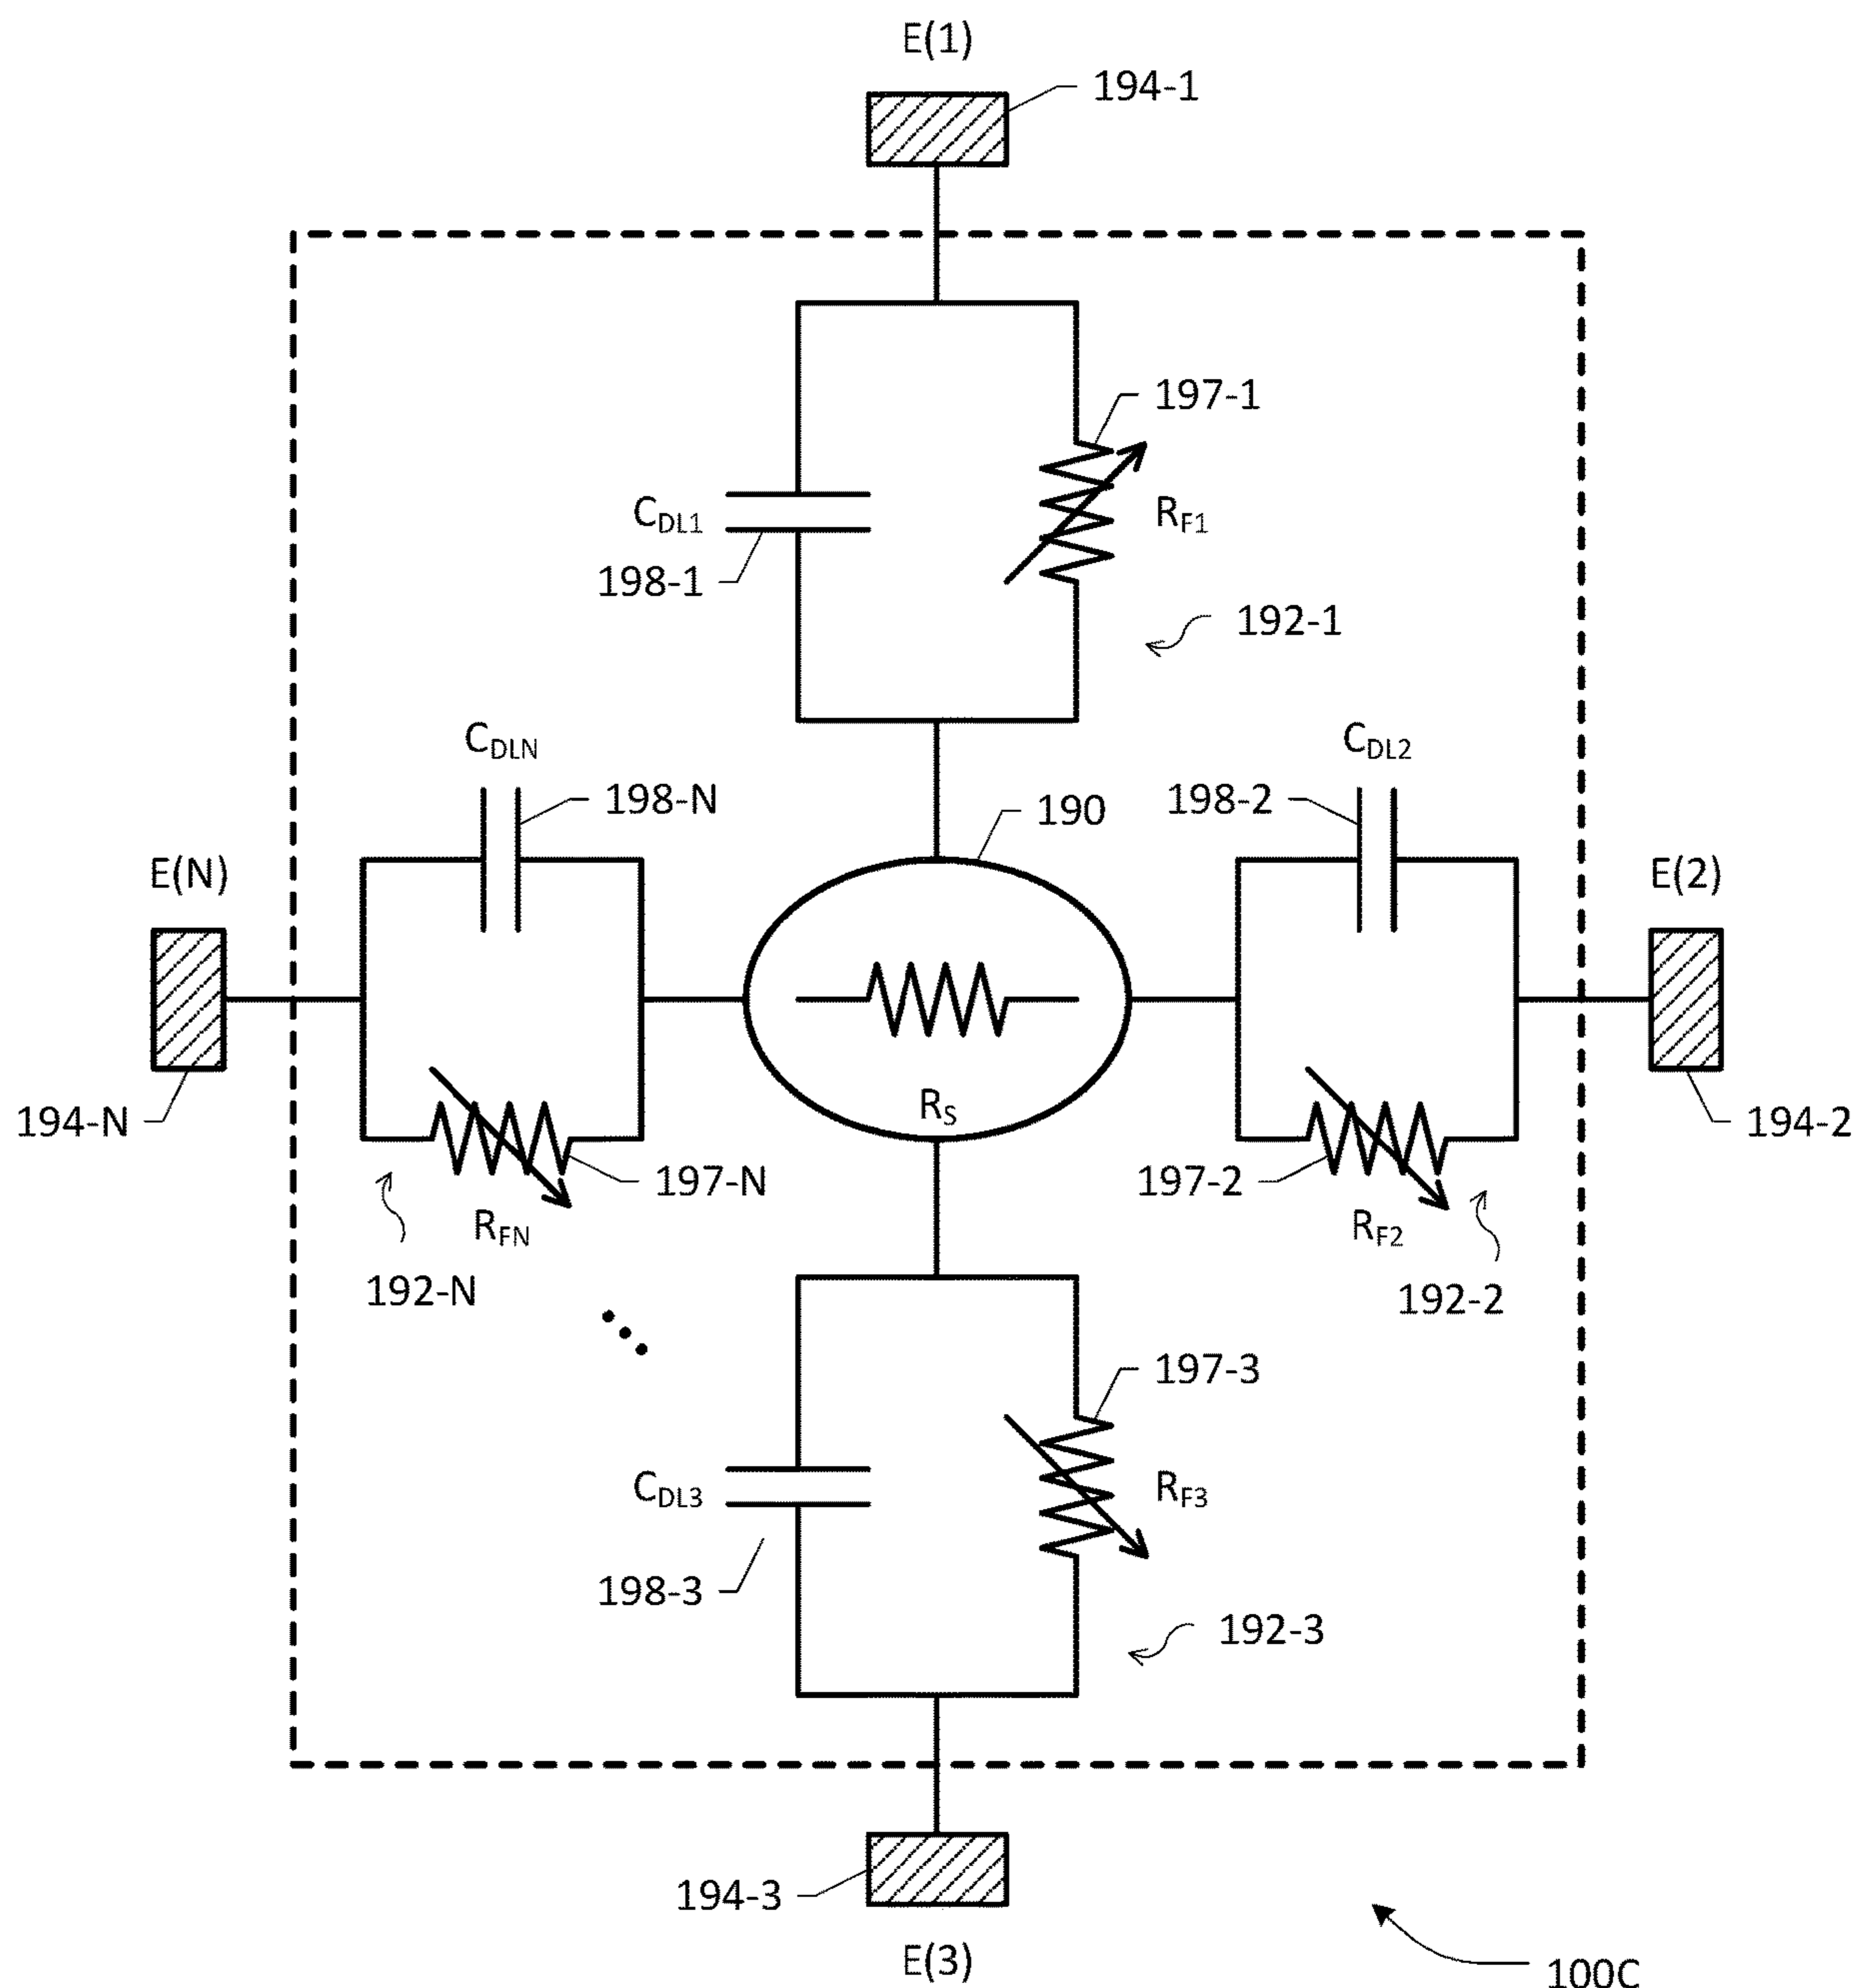 E(1)
194-1
197-1
C_DL1
R_F1
198-1
192-1
C_DLN
C_DL2
198-N
190
198-2
E(N)
E(2)
R_S
194-N
194-2
197-N
197-2
R_FN
R_F2
192-N
192-2
197-3
C_DL3
R_F3
198-3
192-3
194-3
E(3)
100C